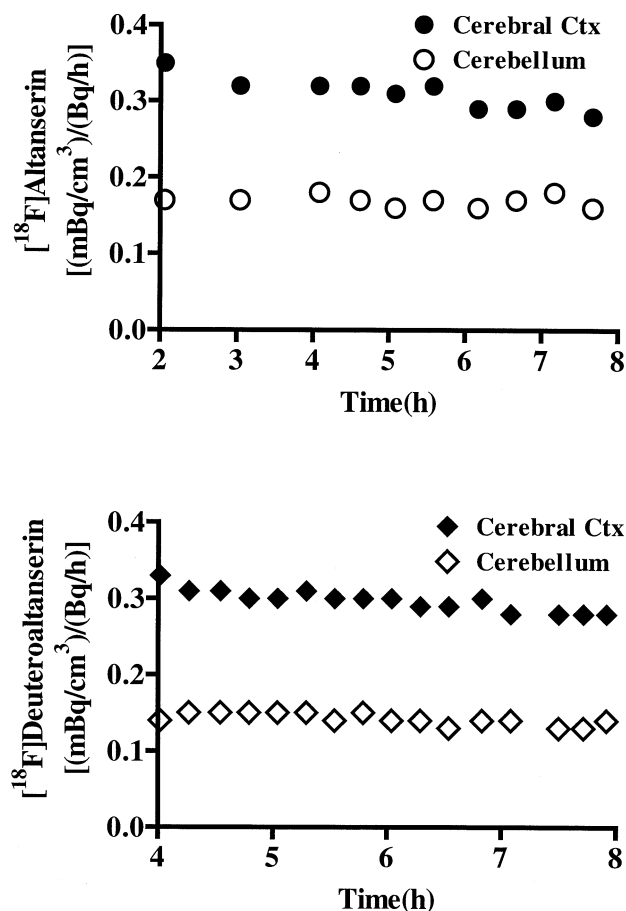 [18F]Altanserin
[(mBq/cm3)/(Bq/h)]
0.4
0.3
0.2
0.1
0.0
Cerebral Ctx
Cerebellum
2 3 4 5 6 7 8
Time(h)
[18F]Deuteroaltanserin
[(mBq/cm3)/(Bq/h)]
0.4
0.3
0.2
0.1
0.0
Cerebral Ctx
Cerebellum
4 5 6 7 8
Time(h)